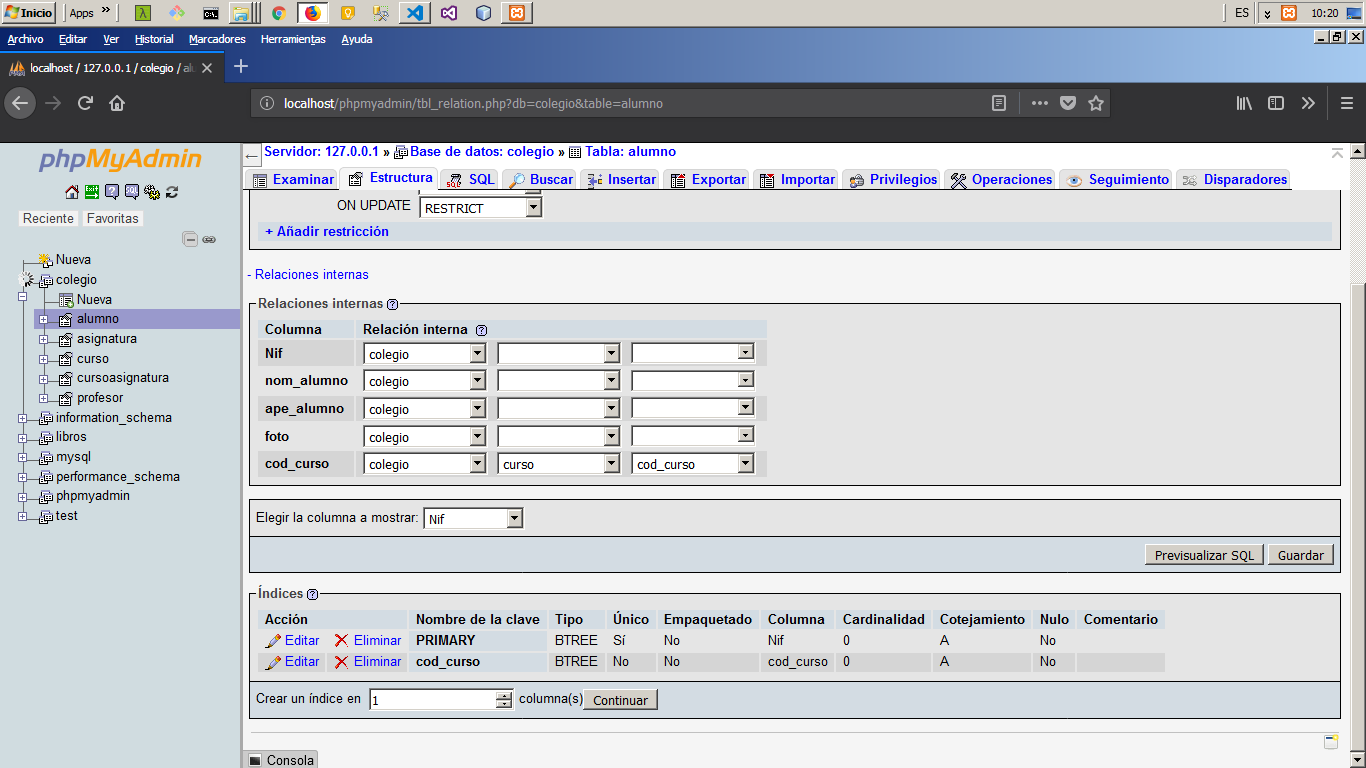 Inicio Apps » ES » 10:20
Archivo Editar Ver Historial Marcadores Herramientas Ayuda
localhost / 127.0.0.1 / colegio / al
localhost/phpmyadmin/tbl_relation.php?db=colegio&table=alumno
phpMyAdmin
Reciente Favoritas
Nueva
colegio
Nueva
alumno
asignatura
curso
cursoasignatura
profesor
information_schema
libros
mysql
performance_schema
phpmyadmin
test
Servidor: 127.0.0.1 » Base de datos: colegio » Tabla: alumno
Examinar Estructura SQL Buscar Insertar Exportar Importar Privilegios Operaciones Seguimiento Disparadores
ON UPDATE RESTRICT
+ Añadir restricción
- Relaciones internas
Relaciones internas
Columna Relación interna
Nif colegio
nom_alumno colegio
ape_alumno colegio
foto colegio
cod_curso colegio curso cod_curso
Elegir la columna a mostrar: Nif
Previsualizar SQL Guardar
Índices
Acción Nombre de la clave Tipo Único Empaquetado Columna Cardinalidad Cotejamiento Nulo Comentario
Editar Eliminar PRIMARY BTREE Sí No Nif 0 A No
Editar Eliminar cod_curso BTREE No No cod_curso 0 A No
Crear un índice en 1 columna(s) Continuar
Consola